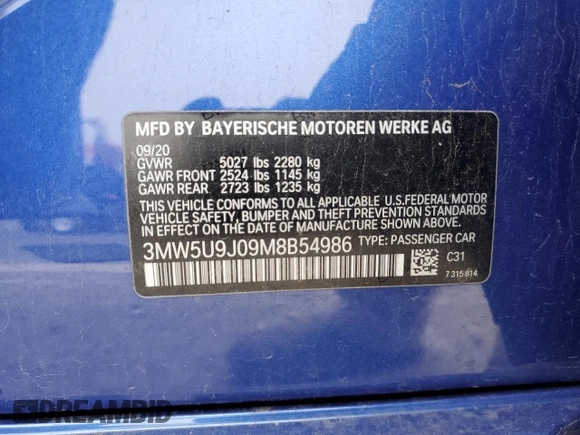 MFD BY BAYERISCHE MOTOREN WERKE AG
09/20
GVWR 5027 lbs 2280 kg
GAWR FRONT 2524 lbs 1145 kg
GAWR REAR 2723 lbs 1235 kg
THIS VEHICLE CONFORMS TO ALL APPLICABLE U.S.FEDERAL MOTOR
VEHICLE SAFETY, BUMPER AND THEFT PREVENTION STANDARDS
IN EFFECT ON THE DATE OF MANUFACTURE SHOWN ABOVE.
3MW5U9J09M8B54986 TYPE: PASSENGER CAR
C31
7 315 814
DREAMBID